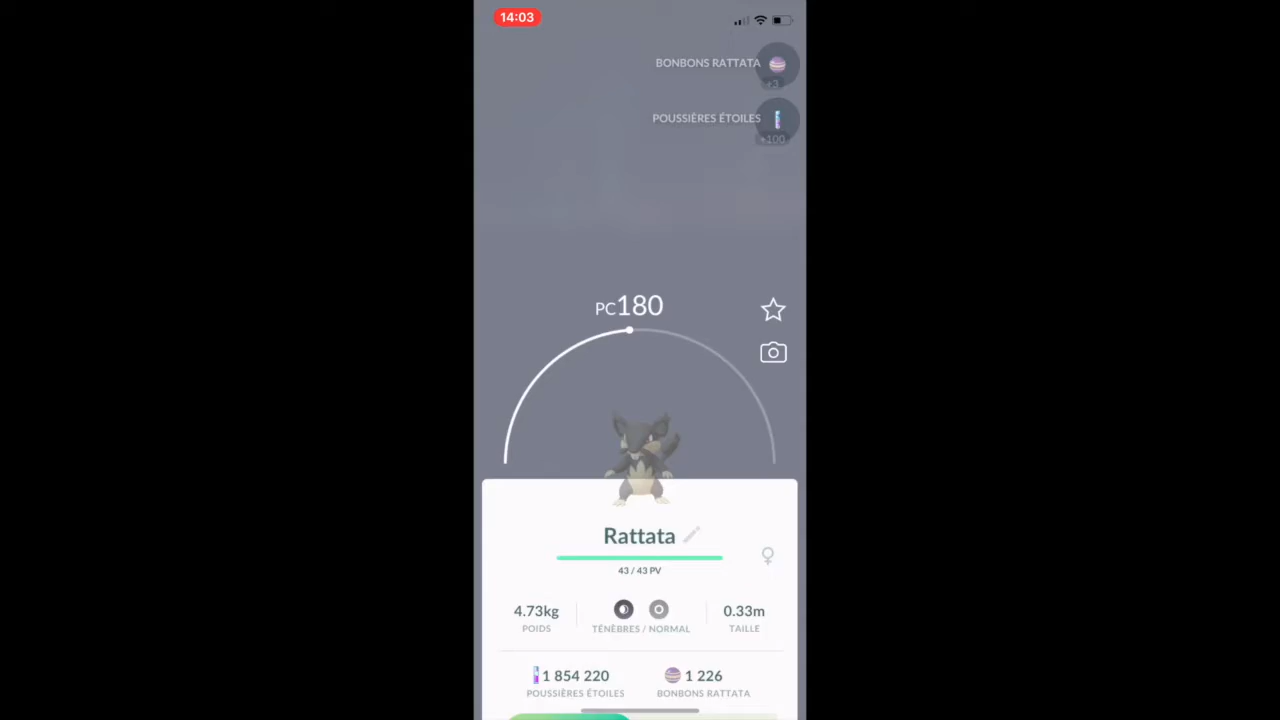 14:03
BONBONS RATTATA
+3
POUSSIÈRES ÉTOILES
+100
PC180
Rattata
43 / 43 PV
4.73kg
POIDS
TÉNÈBRES / NORMAL
0.33m
TAILLE
1 854 220
POUSSIÈRES ÉTOILES
1 226
BONBONS RATTATA